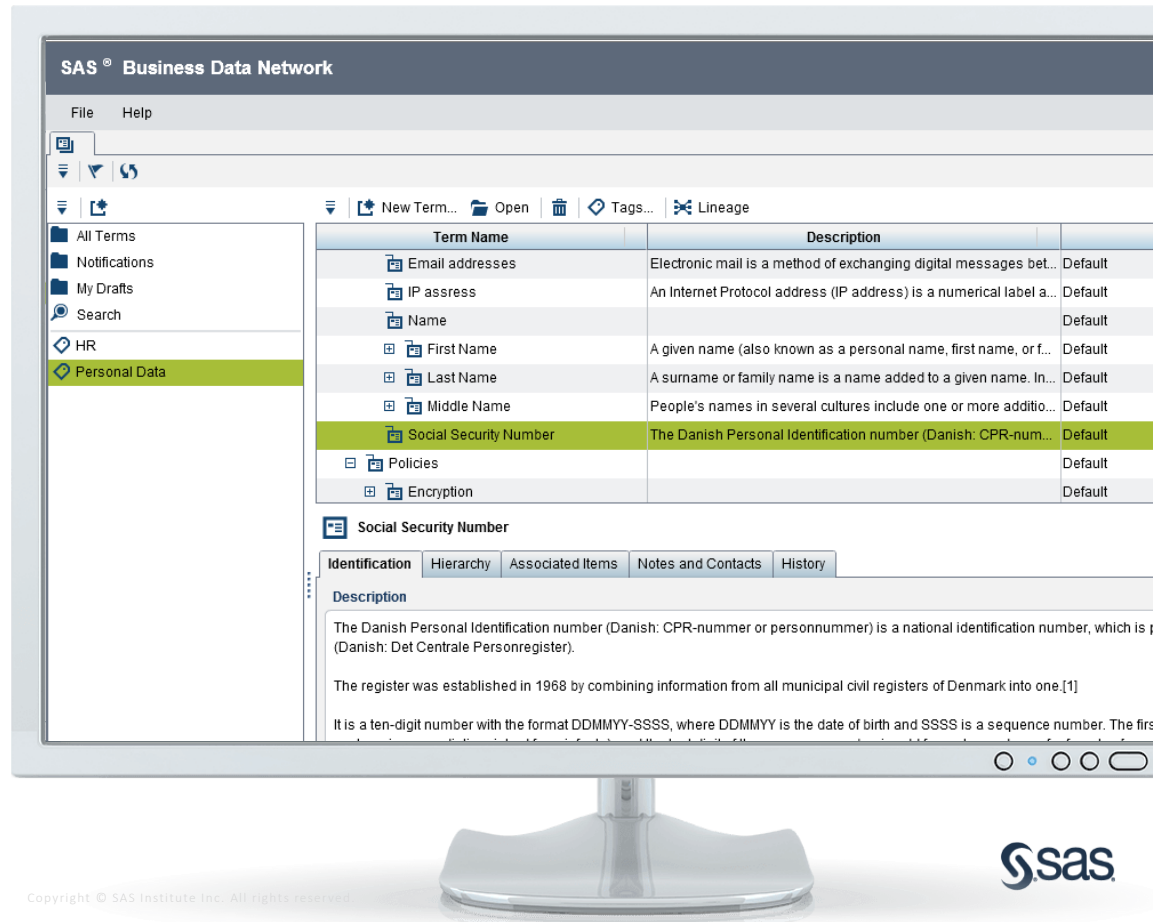 SAS ® Business Data Network
File Help
New Term... Open Tags... Lineage
All Terms
Notifications
My Drafts
Search
HR
Personal Data
Term Name Description
Email addresses Electronic mail is a method of exchanging digital messages bet... Default
IP assress An Internet Protocol address (IP address) is a numerical label a... Default
Name Default
First Name A given name (also known as a personal name, first name, or f... Default
Last Name A surname or family name is a name added to a given name. In... Default
Middle Name People's names in several cultures include one or more additio... Default
Social Security Number The Danish Personal Identification number (Danish: CPR-num... Default
Policies Default
Encryption Default
Social Security Number
Identification Hierarchy Associated Items Notes and Contacts History
Description
The Danish Personal Identification number (Danish: CPR-nummer or personnummer) is a national identification number, which is
(Danish: Det Centrale Personregister).
The register was established in 1968 by combining information from all municipal civil registers of Denmark into one.[1]
It is a ten-digit number with the format DDMMYY-SSSS, where DDMMYY is the date of birth and SSSS is a sequence number. The
sas
Copyright © SAS Institute Inc. All rights reserved